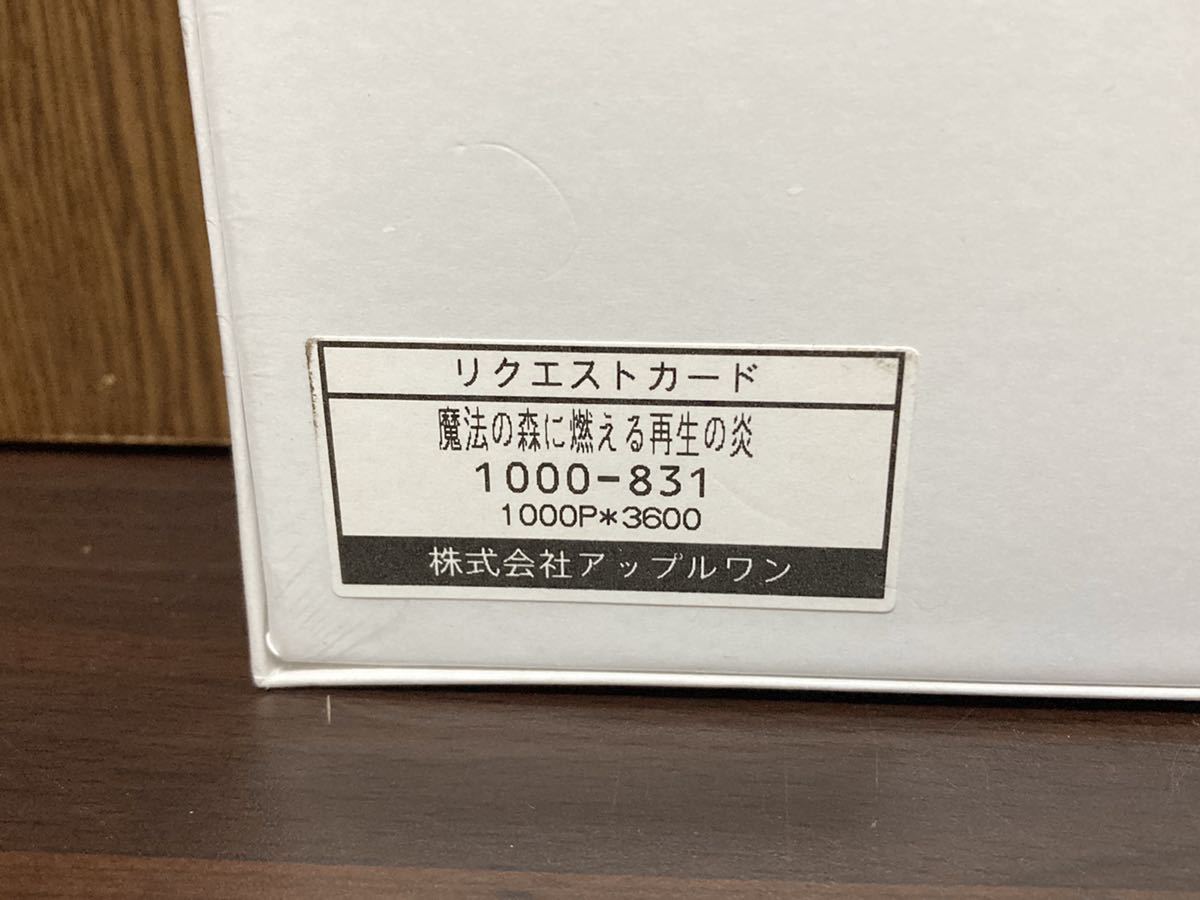 リクエストカード
魔法の森に燃える再生の炎
1000-831
1000P*3600
株式会社アップルワン